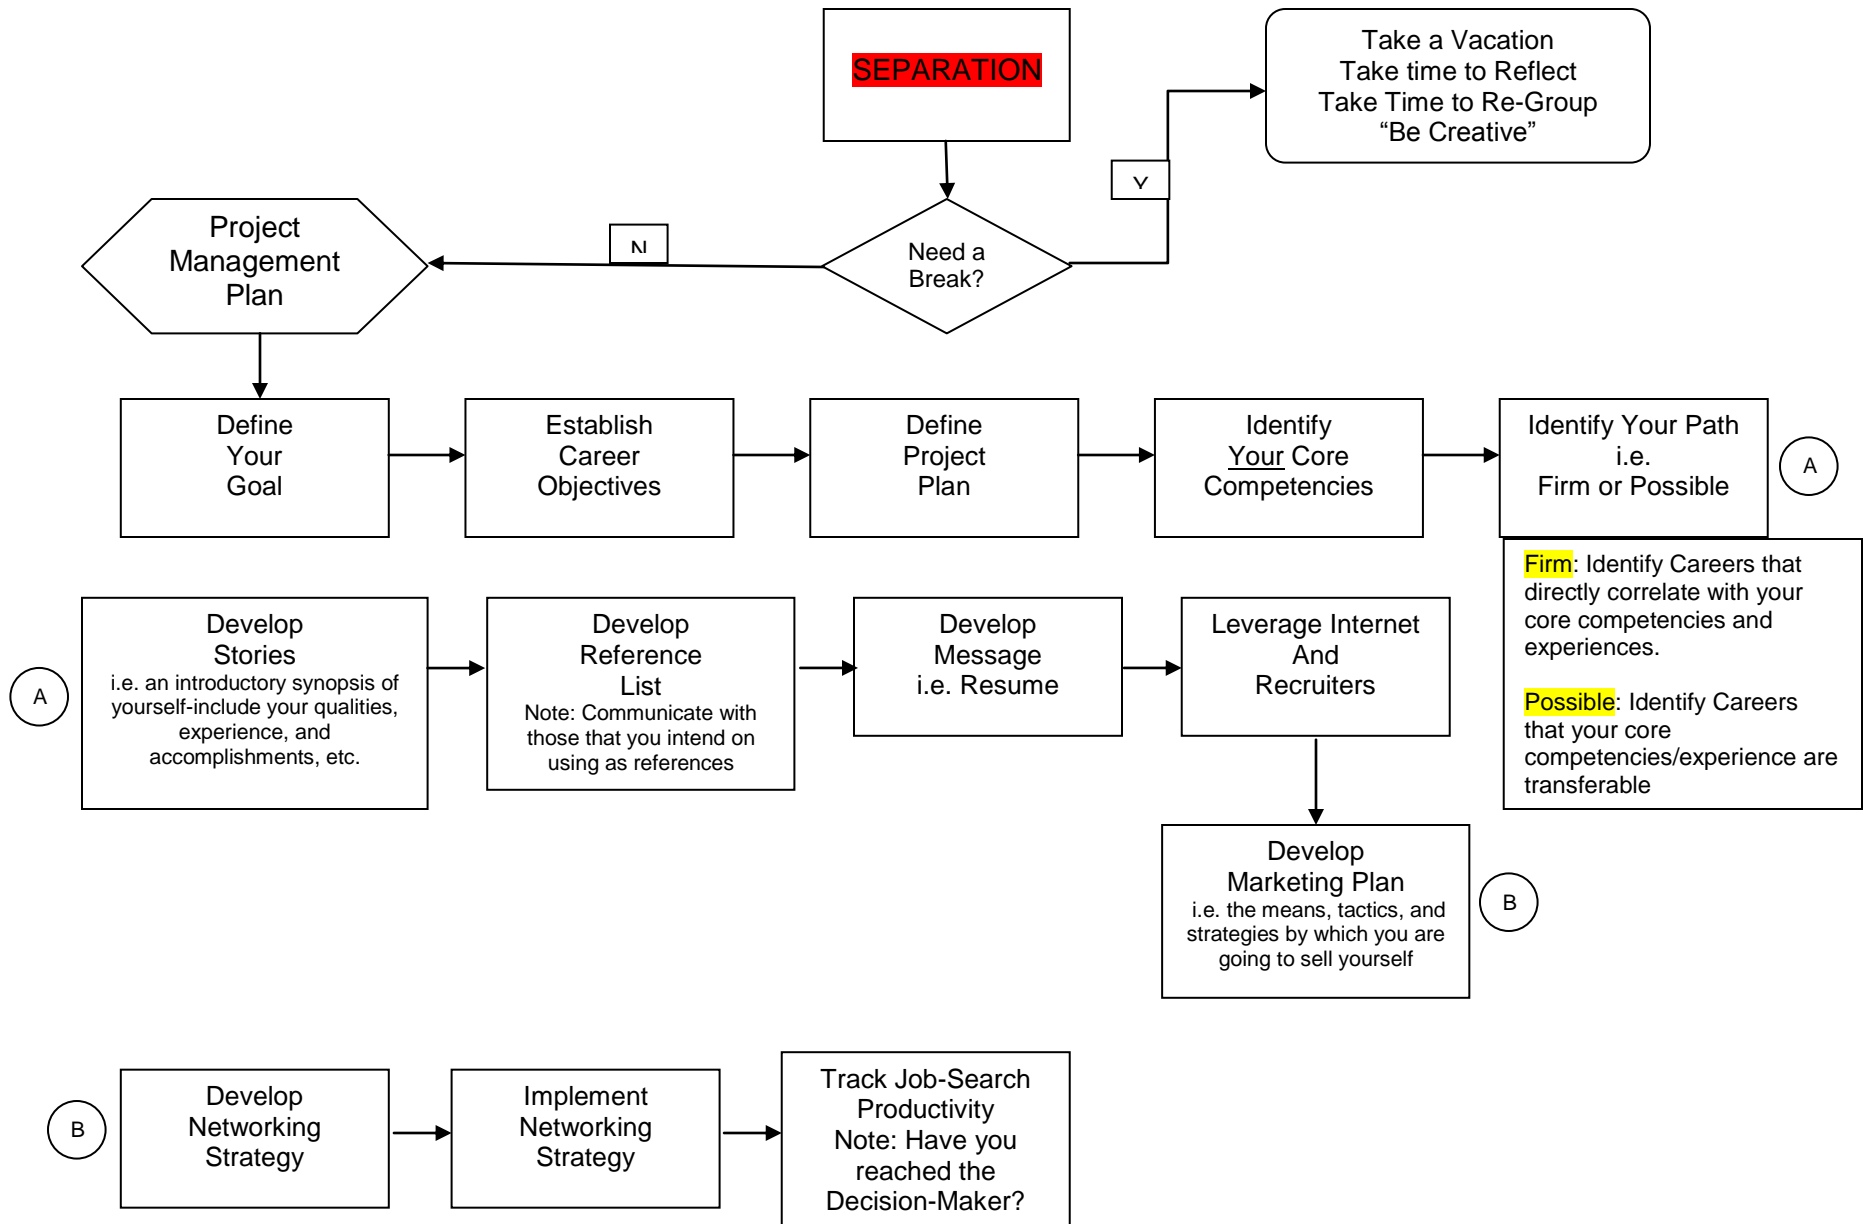 SEPARATION
Take a Vacation
Take time to Reflect
Take Time to Re-Group
“Be Creative”
Y
N
Need a
Break?
Project
Management
Plan
Define
Your
Goal
Establish
Career
Objectives
Define
Project
Plan
Identify
Your Core
Competencies
Identify Your Path
i.e.
Firm or Possible
A
Firm: Identify Careers that
directly correlate with your
core competencies and
experiences.
Possible: Identify Careers
that your core
competencies/experience are
transferable
A
Develop
Stories
i.e. an introductory synopsis of
yourself-include your qualities,
experience, and
accomplishments, etc.
Develop
Reference
List
Note: Communicate with
those that you intend on
using as references
Develop
Message
i.e. Resume
Leverage Internet
And
Recruiters
Develop
Marketing Plan
i.e. the means, tactics, and
strategies by which you are
going to sell yourself
B
B
Develop
Networking
Strategy
Implement
Networking
Strategy
Track Job-Search
Productivity
Note: Have you
reached the
Decision-Maker?